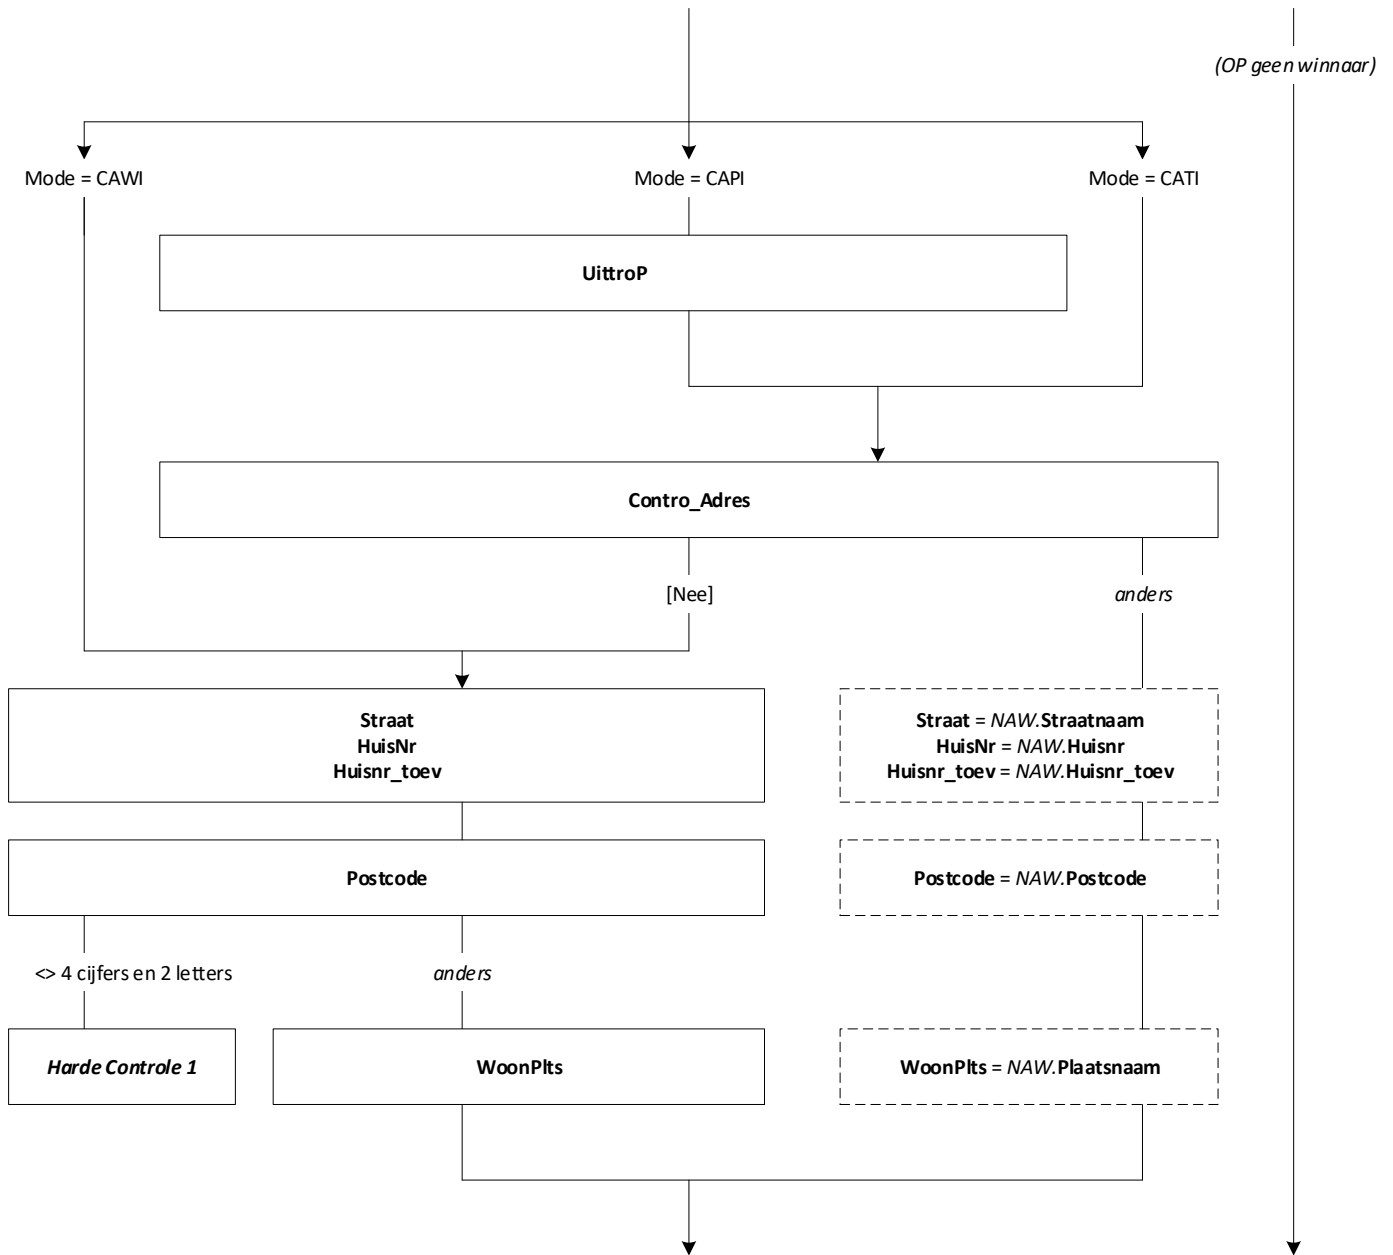 (OP geen winnaar)
Mode = CAWI
Mode = CAPI
Mode = CATI
UittroP
Contro_Adres
[Nee]
anders
Straat
HuisNr
Huisnr_toev
Straat = NAW.Straatnaam
HuisNr = NAW.Huisnr
Huisnr_toev = NAW.Huisnr_toev
Postcode
Postcode = NAW.Postcode
<> 4 cijfers en 2 letters
anders
Harde Controle 1
WoonPlts
WoonPlts = NAW.Plaatsnaam